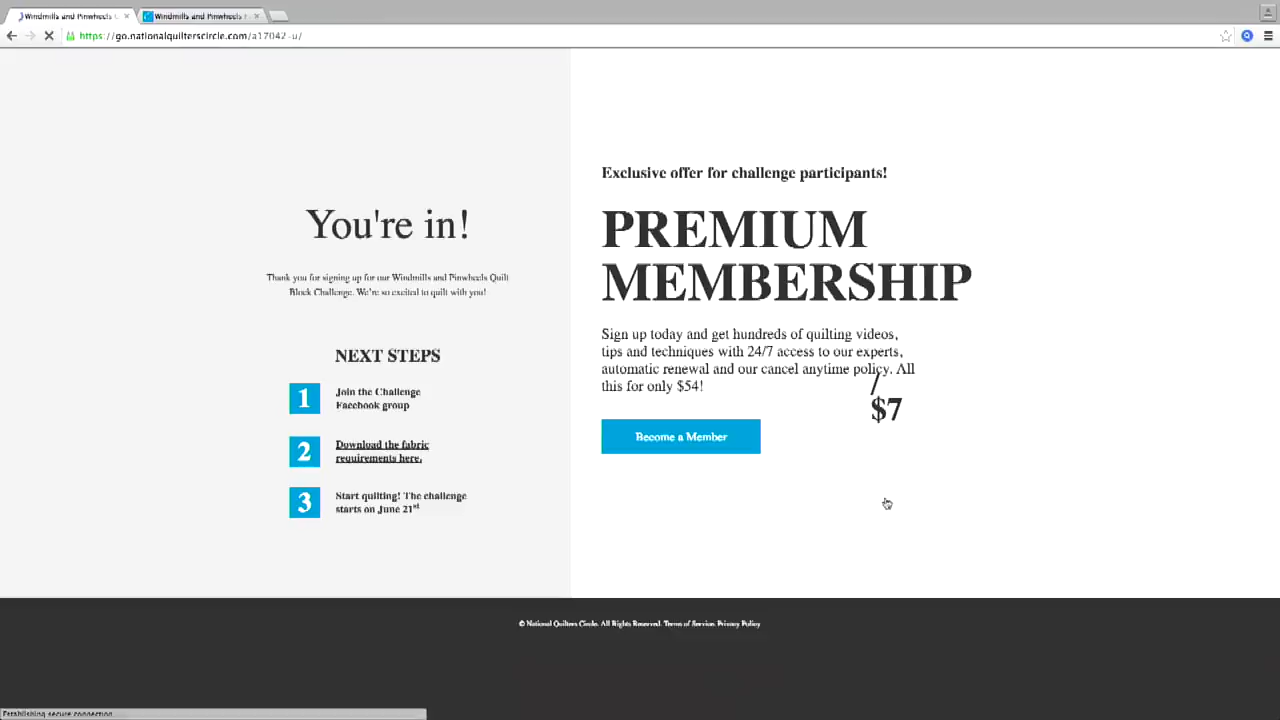 Windmills and Pinwheels
Windmills and Pinwheels
https://go.nationalquilterscircle.com/a17042-u/
You're in!
Thank you for signing up for our Windmills and Pinwheels Quilt
Block Challenge. We're so excited to quilt with you!
NEXT STEPS
1
Join the Challenge
Facebook group
2
Download the fabric
requirements here.
3
Start quilting! The challenge
starts on June 21st
Exclusive offer for challenge participants!
PREMIUM
MEMBERSHIP
Sign up today and get hundreds of quilting videos,
tips and techniques with 24/7 access to our experts,
automatic renewal and our cancel anytime policy. All
this for only $54!
/
$7
Become a Member
© National Quilters Circle. All Rights Reserved. Terms of Service. Privacy Policy
Establishing secure connection...